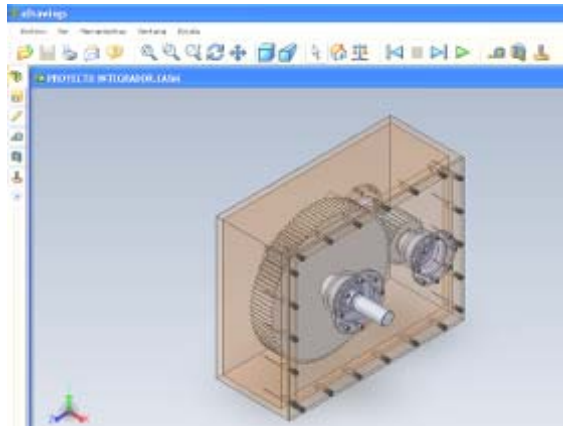 eDrawings
Archivo Ver Herramientas Ventana Ayuda
PROYECTO INTEGRADOR.EASM